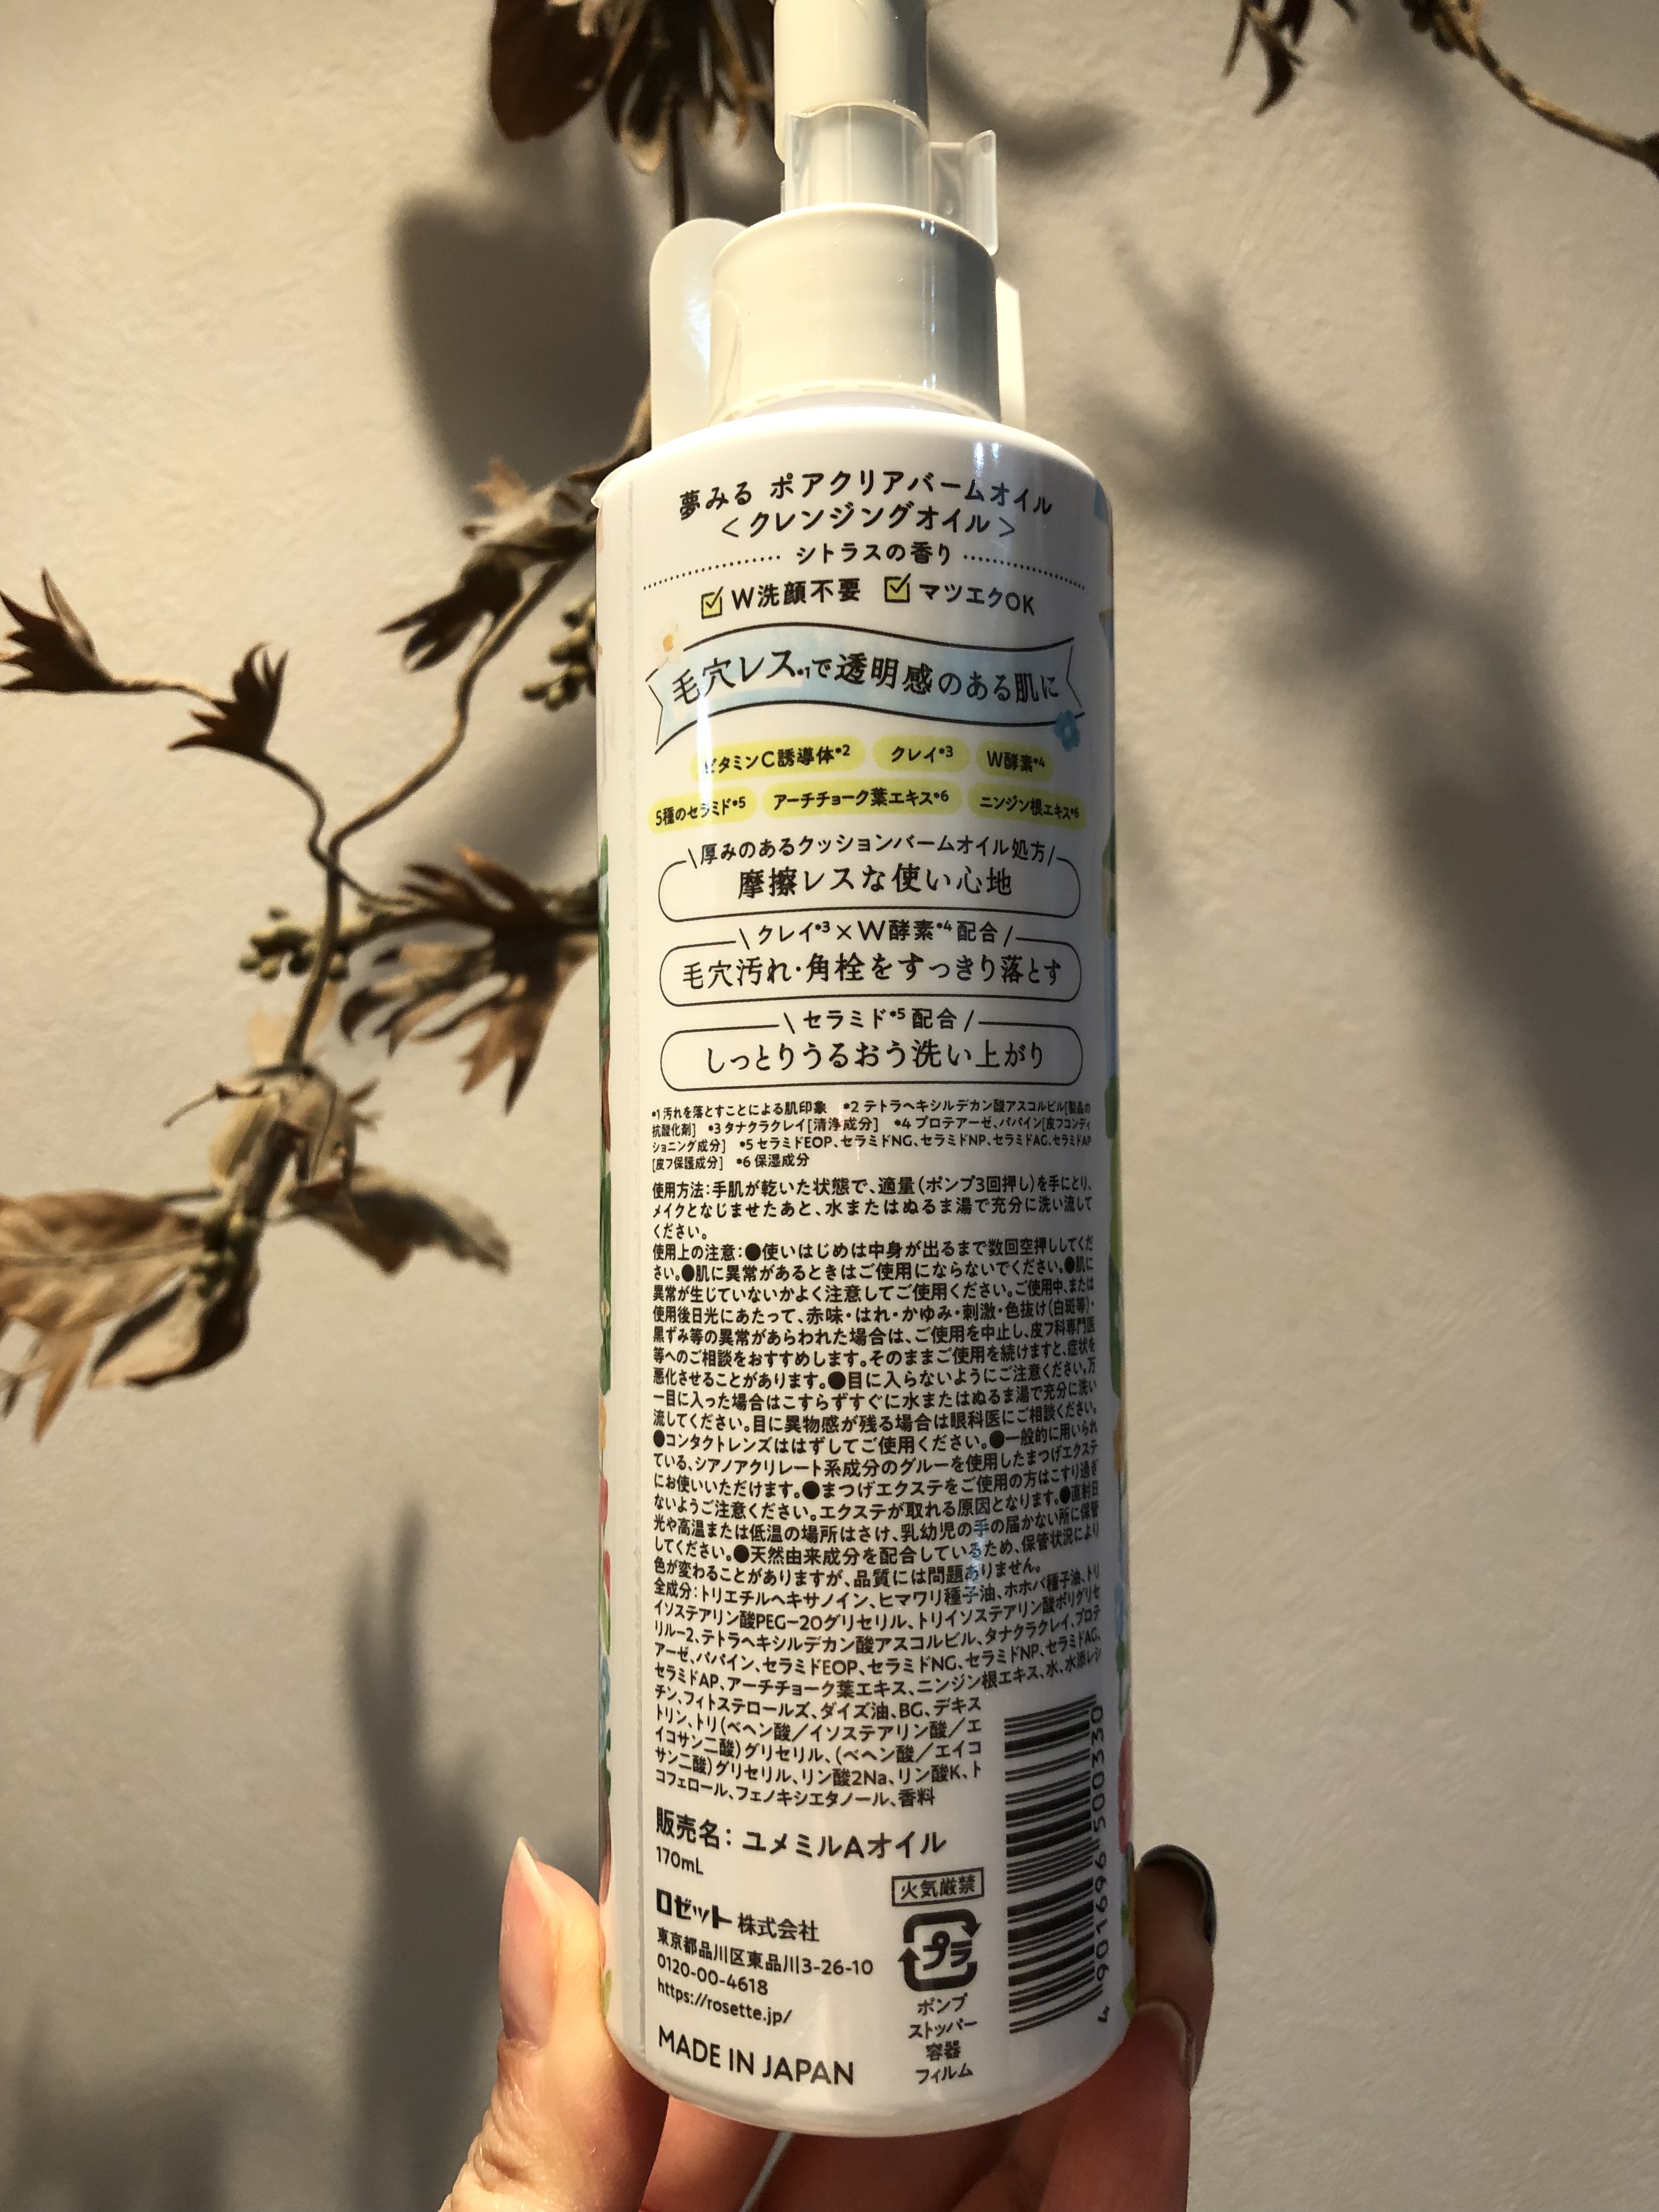 夢みる ポアクリアバームオイル
<クレンジングオイル>
シトラスの香り
W洗顔不要 マツエクOK
毛穴レス*1で透明感のある肌に
ビタミンC誘導体*2 クレイ*3 W酵素*4
5種のセラミド*5 アーチチョーク葉エキス*6 ニンジン根エキス*6
\厚みのあるクッションバームオイル処方/
摩擦レスな使い心地
\クレイ*3×W酵素*4配合/
毛穴汚れ・角栓をすっきり落とす
\セラミド*5配合/
しっとりうるおう洗い上がり
*1 汚れを落とすことによる肌印象 *2 テトラヘキシルデカン酸アスコルビル[製品の
抗酸化剤] *3 タナクラクレイ[清浄成分] *4 プロテアーゼ、パパイン[皮フコンディ
ショニング成分] *5 セラミドEOP、セラミドNG、セラミドNP、セラミドAG、セラミドAP
[皮フ保護成分] *6 保湿成分
使用方法:手肌が乾いた状態で、適量(ポンプ3回押し)を手にとり、
メイクとなじませたあと、水またはぬるま湯で充分に洗い流して
ください。
使用上の注意:●使いはじめは中身が出るまで数回空押ししてくだ
さい。●肌に異常があるときはご使用にならないでください。●肌に
異常が生じていないかよく注意してご使用ください。ご使用中、または
使用後日光にあたって、赤味・はれ・かゆみ・刺激・色抜け(白斑等)・
黒ずみ等の異常があらわれた場合は、ご使用を中止し、皮フ科専門医
等へのご相談をおすすめします。そのままご使用を続けますと、症状を
悪化させることがあります。●目に入らないようにご注意ください。万
一目に入った場合はこすらずすぐに水またはぬるま湯で充分に洗い
流してください。目に異物感が残る場合は眼科医にご相談ください。
●コンタクトレンズははずしてご使用ください。●一般的に用いられ
ている、シアノアクリレート系成分のグルーを使用したまつげエクステ
にお使いいただけます。●まつげエクステをご使用の方はこすり過ぎ
ないようご注意ください。エクステが取れる原因となります。●直射日
光や高温または低温の場所はさけ、乳幼児の手の届かない所に保管
してください。●天然由来成分を配合しているため、保管状況により
色が変わることがありますが、品質には問題ありません。
全成分:トリエチルヘキサノイン、ヒマワリ種子油、ホホバ種子油、トリ
イソステアリン酸PEG-20グリセリル、トリイソステアリン酸ポリグリセ
リル-2、テトラヘキシルデカン酸アスコルビル、タナクラクレイ、プロテ
アーゼ、パパイン、セラミドEOP、セラミドNG、セラミドNP、セラミドAG、
セラミドAP、アーチチョーク葉エキス、ニンジン根エキス、水、水添レシ
チン、フィトステロールズ、ダイズ油、BG、デキス
トリン、トリ(ベヘン酸/イソステアリン酸/エ
イコサン二酸)グリセリル、(ベヘン酸/エイコ
サン二酸)グリセリル、リン酸2Na、リン酸K、ト
コフェロール、フェノキシエタノール、香料
販売名:ユメミルAオイル
170mL
ロゼット株式会社
東京都品川区東品川3-26-10
0120-00-4618
https://rosette.jp/
MADE IN JAPAN
火気厳禁
プラ
ポンプ
ストッパー
容器
フィルム
4 901696 500330